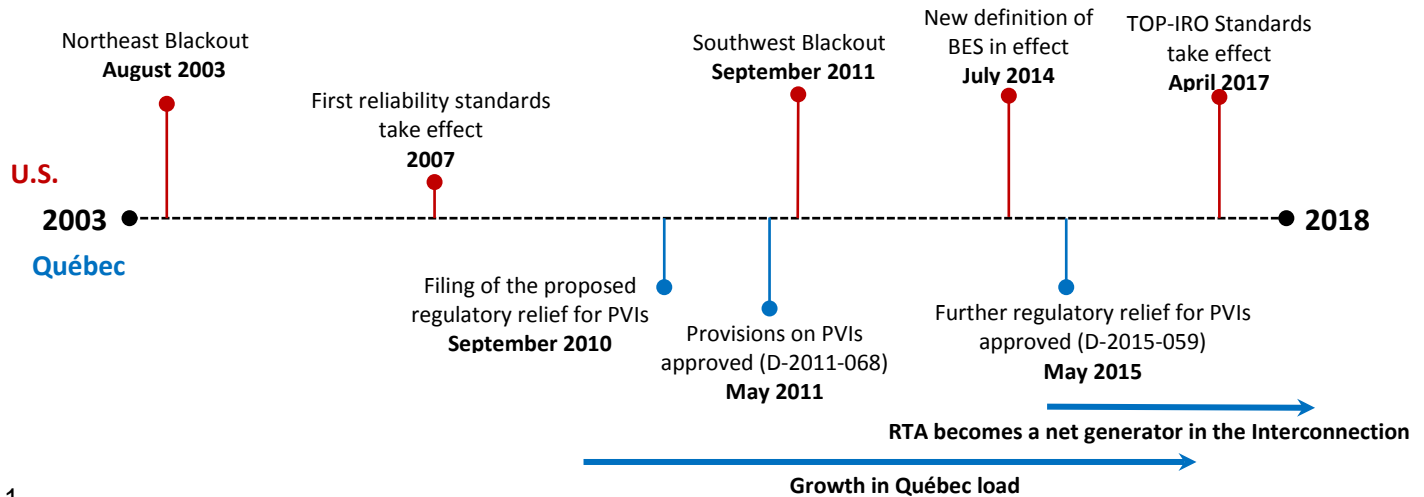 Northeast Blackout
August 2003
First reliability standards
take effect
2007
Southwest Blackout
September 2011
New definition of
BES in effect
July 2014
TOP-IRO Standards
take effect
April 2017
U.S.
2003
2018
Québec
Filing of the proposed
regulatory relief for PVIs
September 2010
Provisions on PVIs
approved (D-2011-068)
May 2011
Further regulatory relief for PVIs
approved (D-2015-059)
May 2015
RTA becomes a net generator in the Interconnection
Growth in Québec load